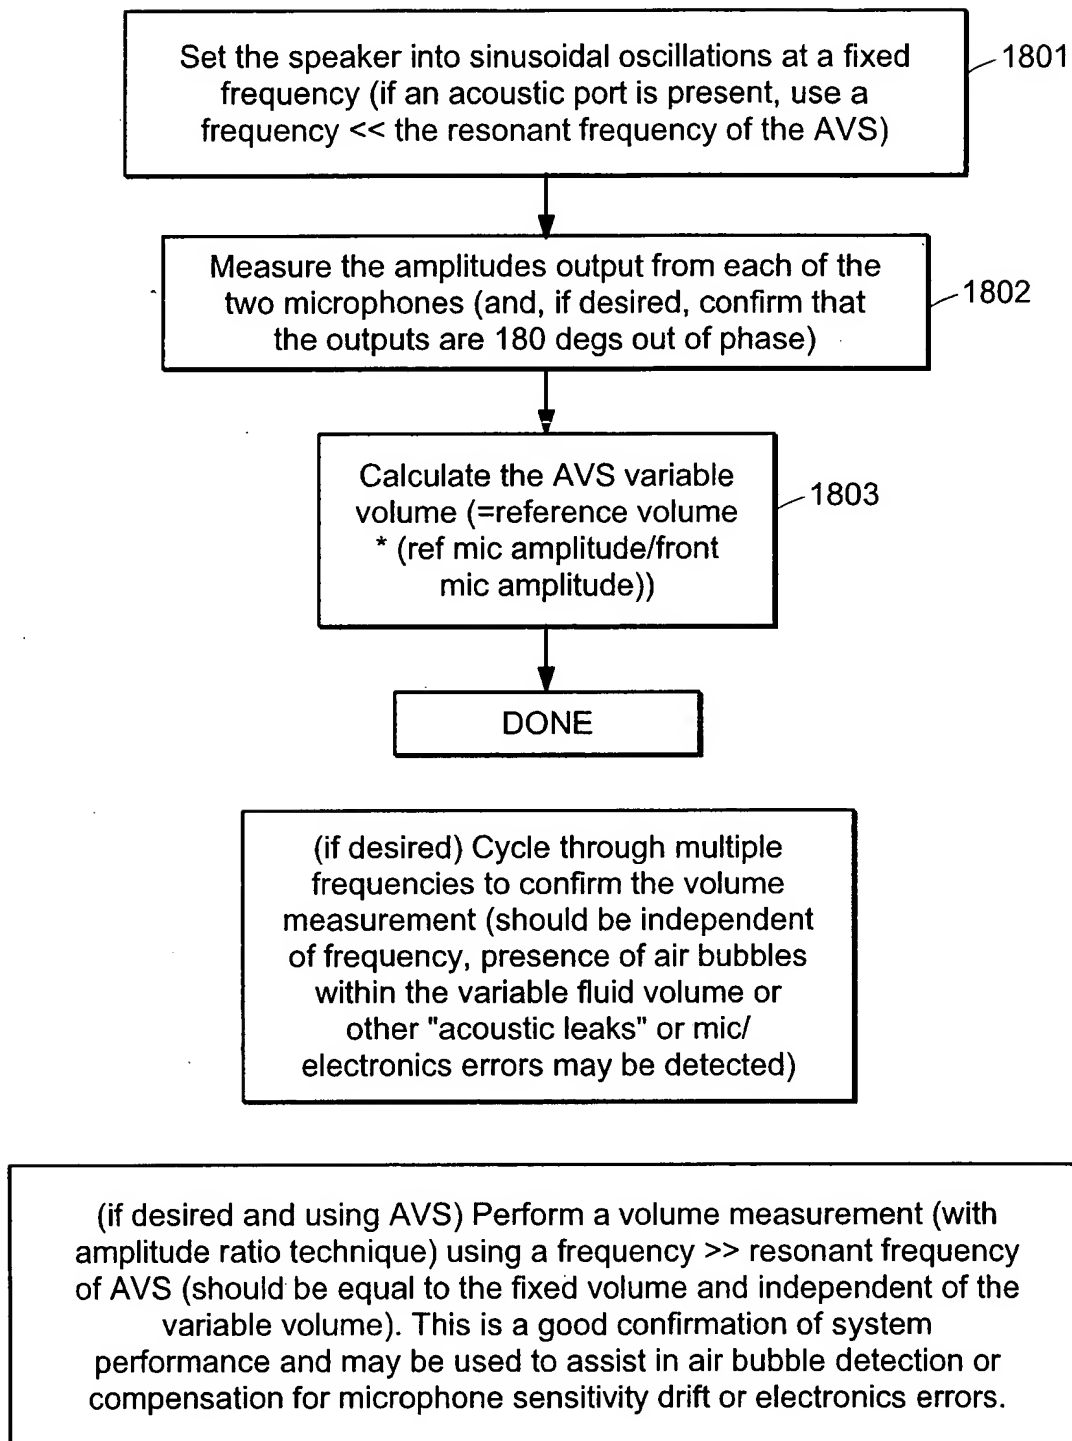 Set the speaker into sinusoidal oscillations at a fixed
frequency (if an acoustic port is present, use a
frequency << the resonant frequency of the AVS)
1801
Measure the amplitudes output from each of the
two microphones (and, if desired, confirm that
the outputs are 180 degs out of phase)
1802
Calculate the AVS variable
volume (=reference volume
* (ref mic amplitude/front
mic amplitude))
1803
DONE
(if desired) Cycle through multiple
frequencies to confirm the volume
measurement (should be independent
of frequency, presence of air bubbles
within the variable fluid volume or
other "acoustic leaks" or mic/
electronics errors may be detected)
(if desired and using AVS) Perform a volume measurement (with
amplitude ratio technique) using a frequency >> resonant frequency
of AVS (should be equal to the fixed volume and independent of the
variable volume). This is a good confirmation of system
performance and may be used to assist in air bubble detection or
compensation for microphone sensitivity drift or electronics errors.